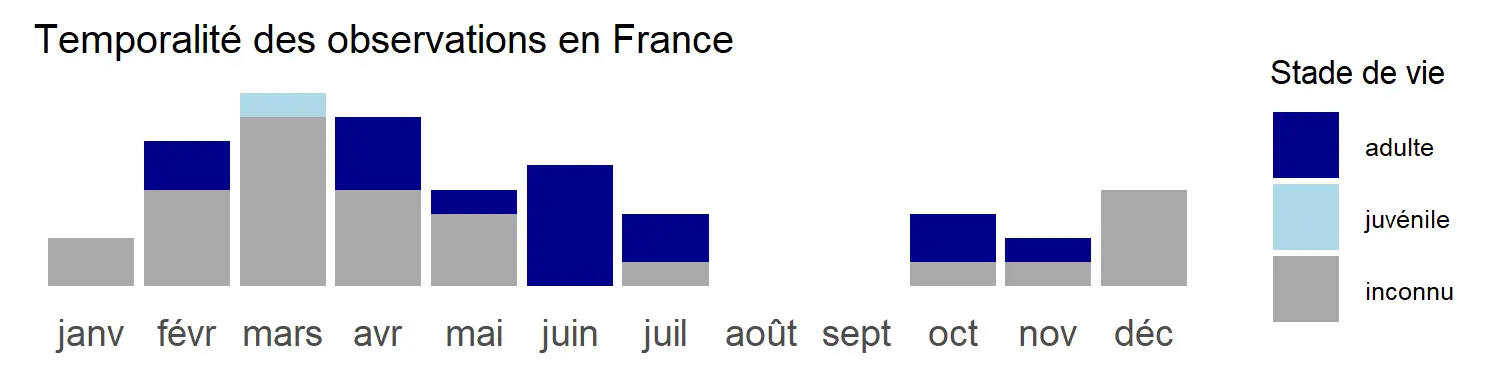 Temporalité des observations en France
Stade de vie
adulte
juvénile
inconnu
janv févr mars avr mai juin juil août sept oct nov déc